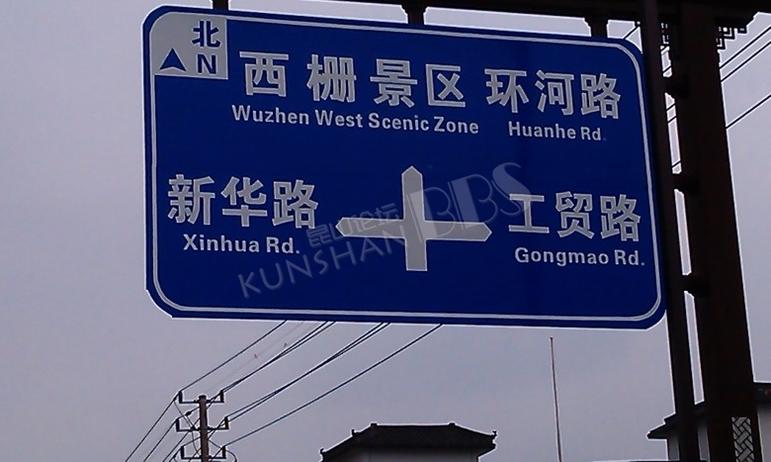 北
N
西栅景区 环河路
Wuzhen West Scenic Zone Huanhe Rd.
新华路 工贸路
Xinhua Rd. Gongmao Rd.
昆山论坛 BBS
KUNSHAN